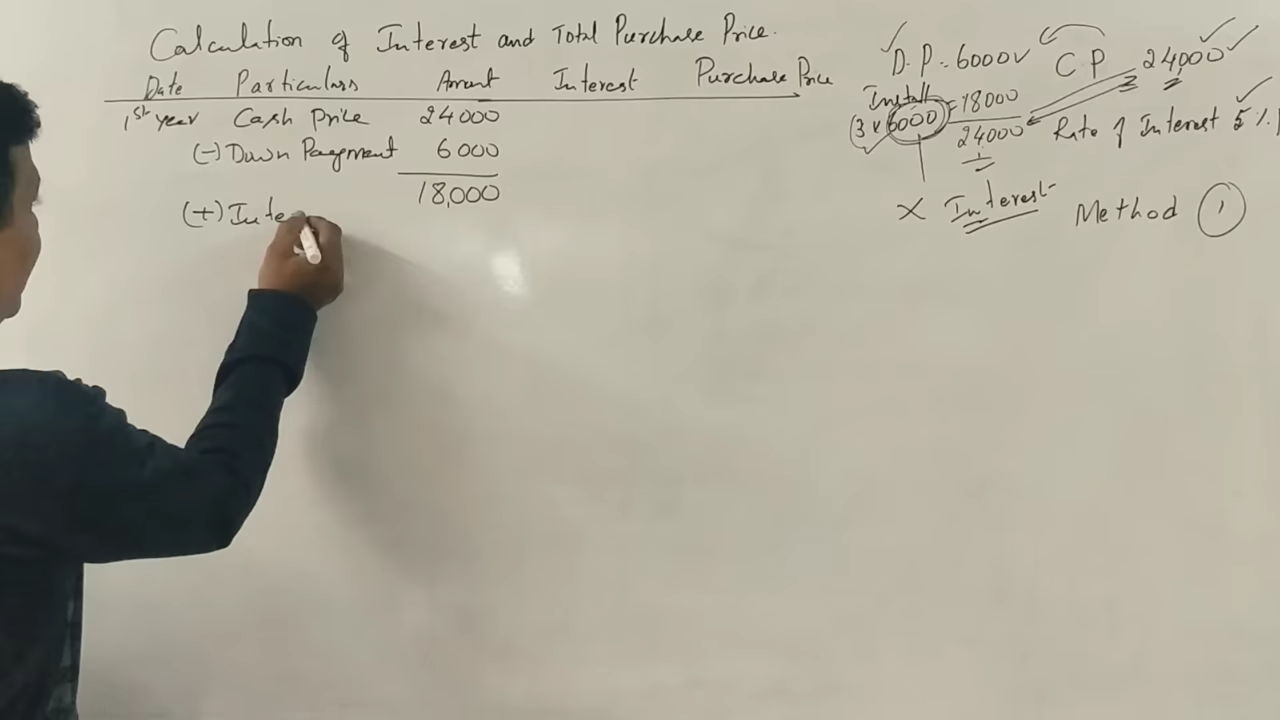 Calculation of Interest and Total Purchase Price.
Date Particulars Amount Interest Purchase Price
1st year Cash Price 24000
(-) Down Payment 6000
18,000
(+) Inte
D.P. 6000 C P 24000
Install
(3 x 6000) = 18000
24000 Rate of Interest 5%
x Interest Method 1